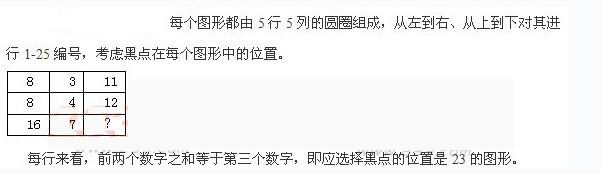 每个图形都由 5 行 5 列的圆圈组成，从左到右、从上到下对其进
行 1-25 编号，考虑黑点在每个图形中的位置。
8 3 11
8 4 12
16 7 ?
每行来看，前两个数字之和等于第三个数字，即应选择黑点的位置是 23 的图形。